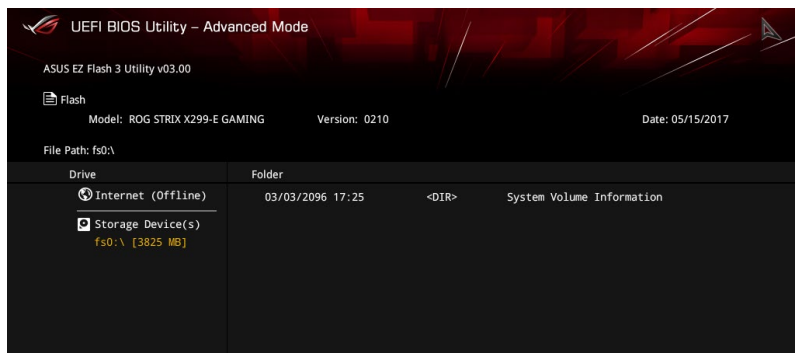 UEFI BIOS Utility – Advanced Mode
ASUS EZ Flash 3 Utility v03.00
Flash
Model: ROG STRIX X299-E GAMING Version: 0210 Date: 05/15/2017
File Path: fs0:\
Drive Folder
Internet (Offline) 03/03/2096 17:25 <DIR> System Volume Information
Storage Device(s)
fs0:\ [3825 MB]